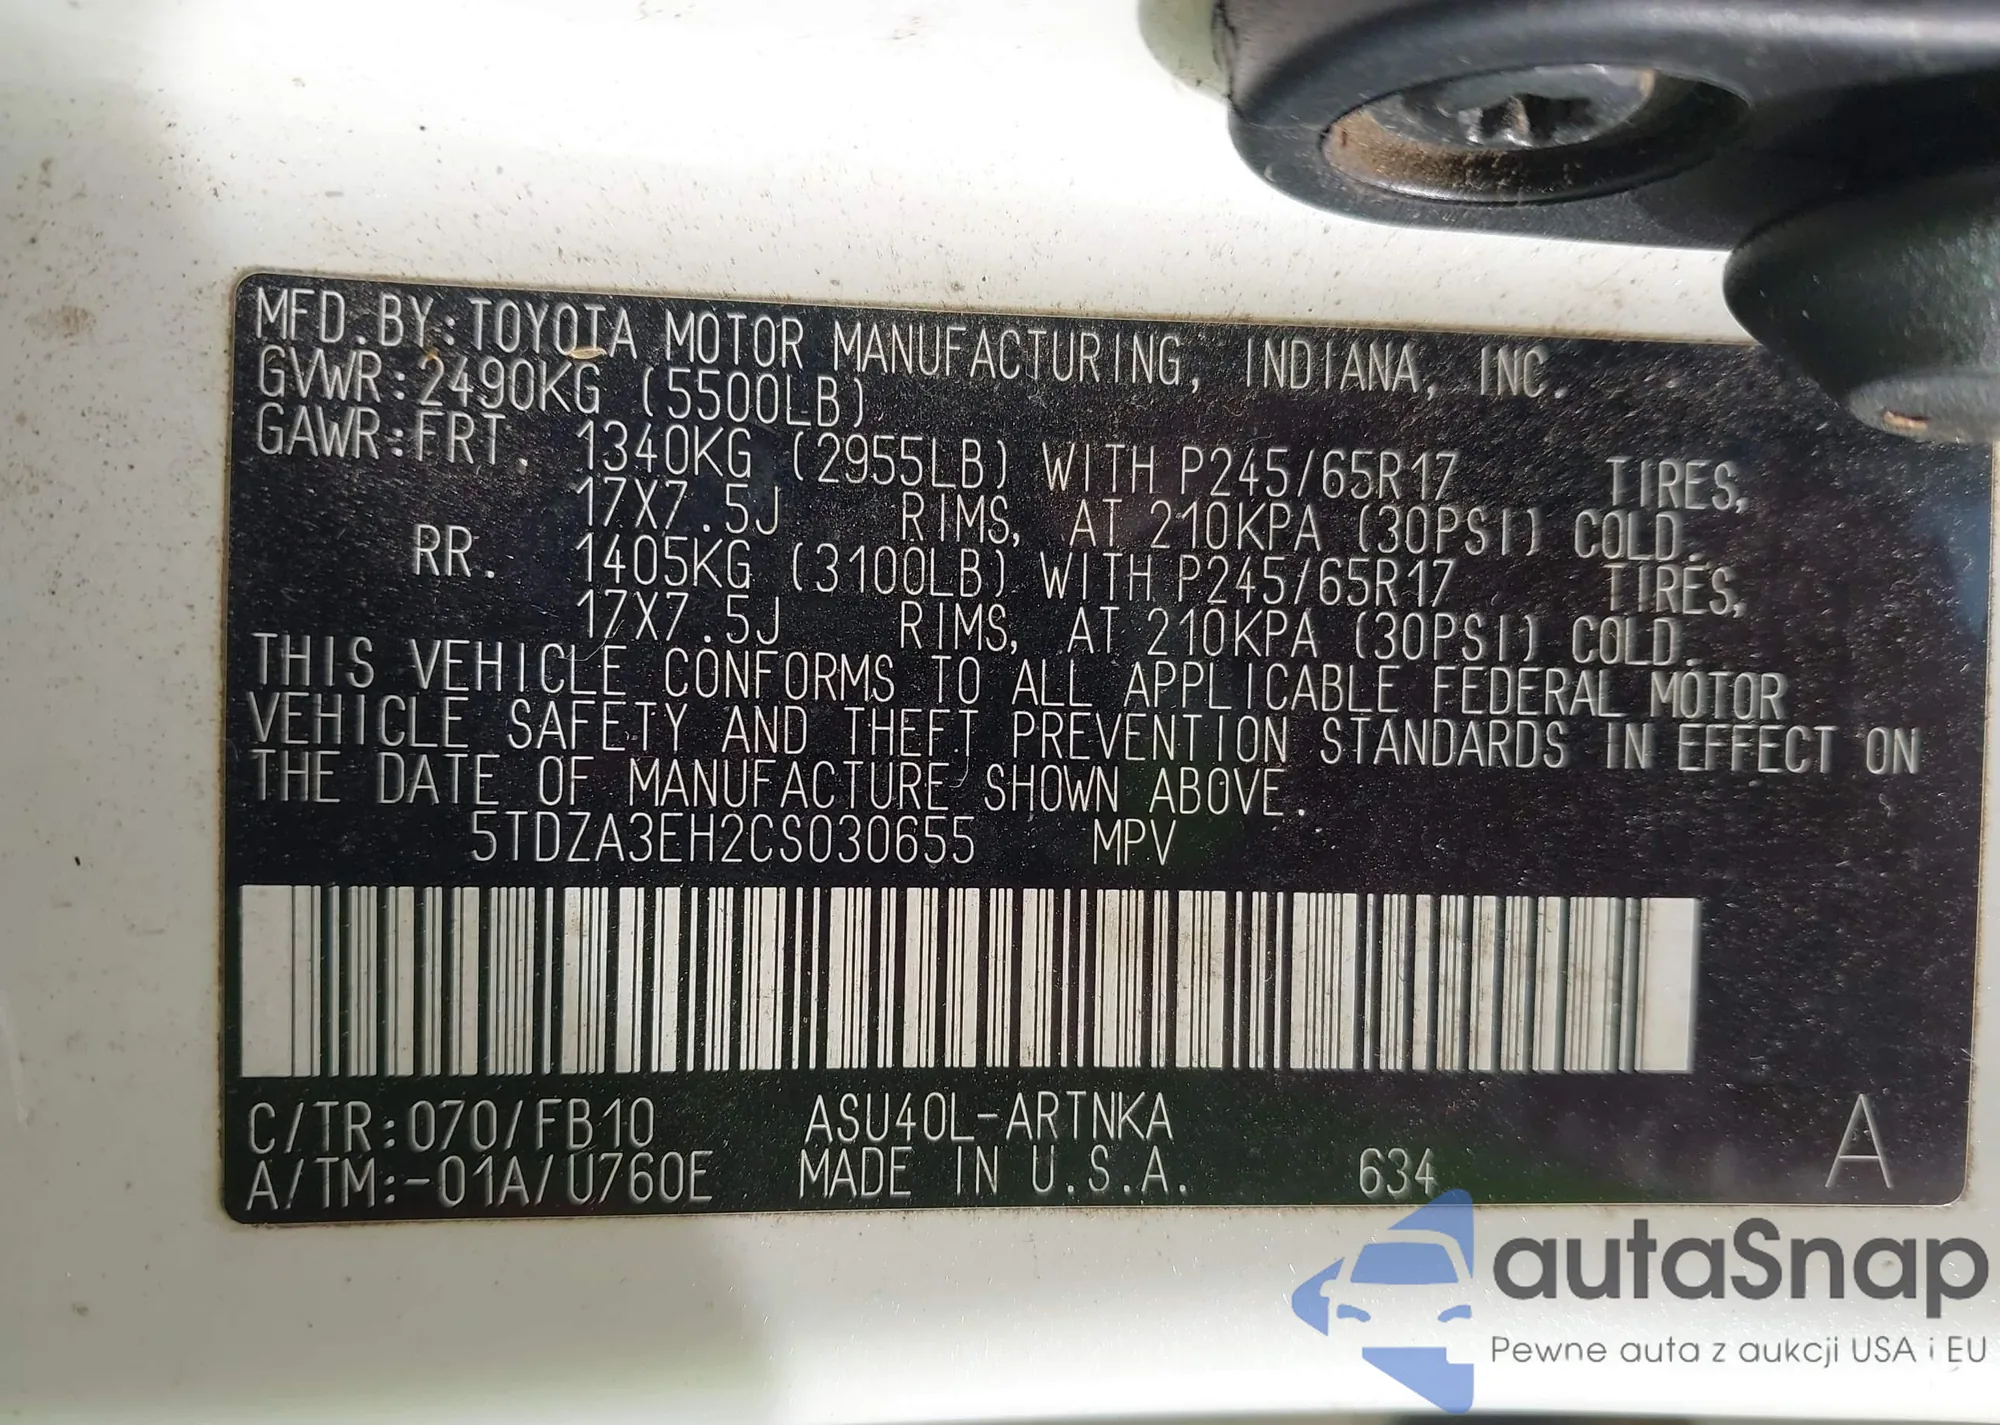 MFD.BY:TOYOTA MOTOR MANUFACTURING, INDIANA, INC.
GVWR:2490KG (5500LB)
GAWR:FRT. 1340KG (2955LB) WITH P245/65R17 TIRES,
17X7.5J RIMS, AT 210KPA (30PSI) COLD.
RR. 1405KG (3100LB) WITH P245/65R17 TIRES,
17X7.5J RIMS, AT 210KPA (30PSI) COLD.
THIS VEHICLE CONFORMS TO ALL APPLICABLE FEDERAL MOTOR
VEHICLE SAFETY AND THEFT PREVENTION STANDARDS IN EFFECT ON
THE DATE OF MANUFACTURE SHOWN ABOVE.
5TDZA3EH2CS030655 MPV
C/TR:070/FB10 ASU40L-ARTNKA A
A/TM:-01A/U760E MADE IN U.S.A. 634
autaSnap
Pewne auta z aukcji USA i EU